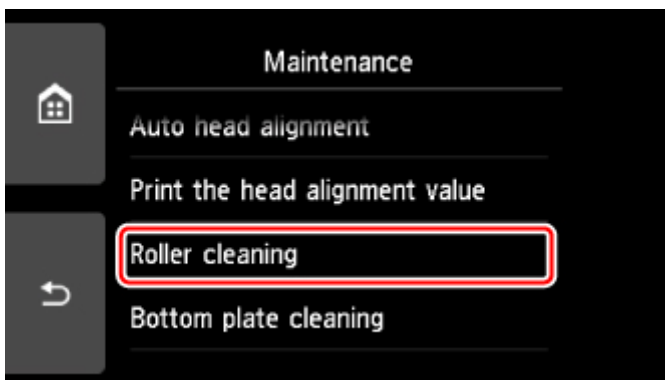 Maintenance
Auto head alignment
Print the head alignment value
Roller cleaning
Bottom plate cleaning